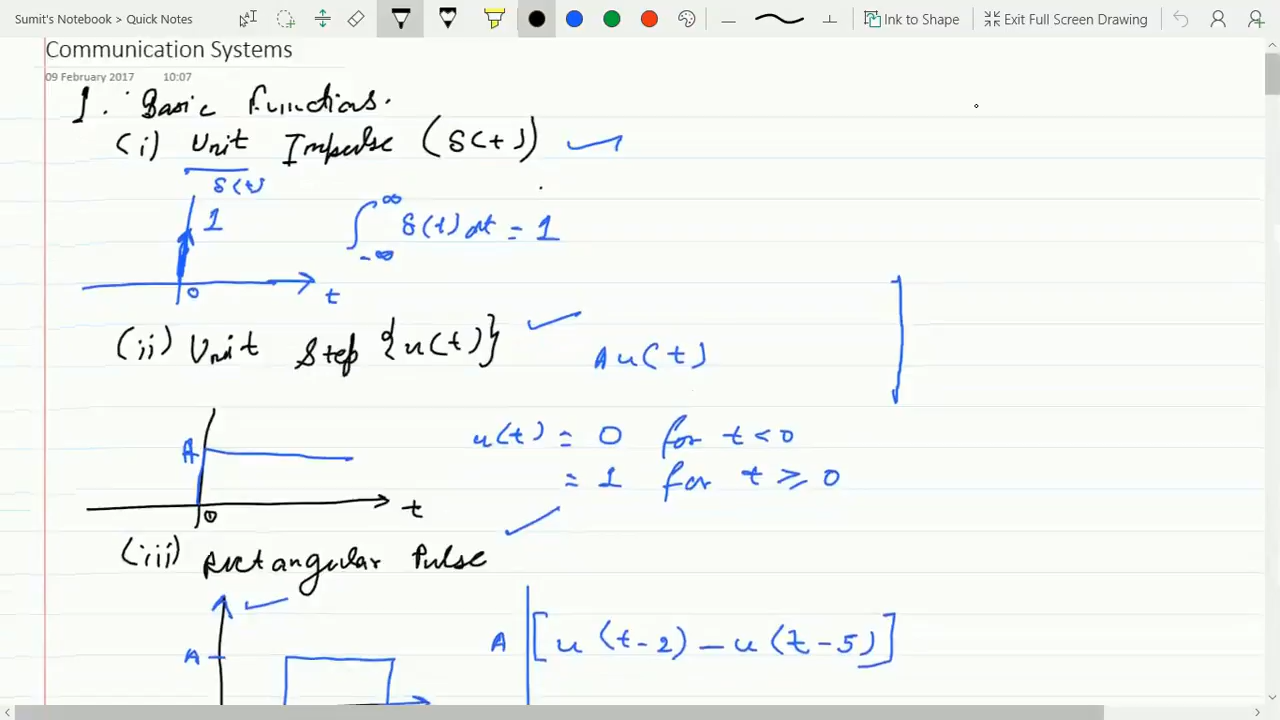 Sumit's Notebook > Quick Notes
Ink to Shape
Exit Full Screen Drawing
Communication Systems
09 February 2017 10:07
1. Basic Functions.
(i) Unit Impulse (δ(t))
δ(t)
1
∫_{-∞}^{∞} δ(t) dt = 1
0
t
(ii) Unit Step {u(t)}
A u(t)
A
u(t) = 0 for t < 0
= 1 for t ≥ 0
0
t
(iii) Rectangular Pulse
A
A [u(t-2) - u(t-5)]